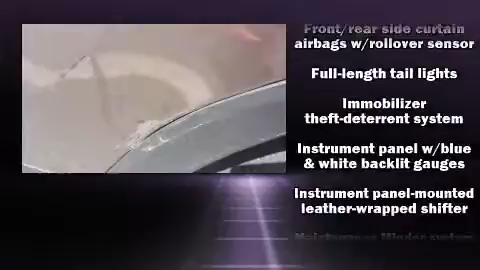 Front/rear side curtain
airbags w/rollover sensor
Full-length tail lights
Immobilizer
theft-deterrent system
Instrument panel w/blue
& white backlit gauges
Instrument panel-mounted
leather-wrapped shifter